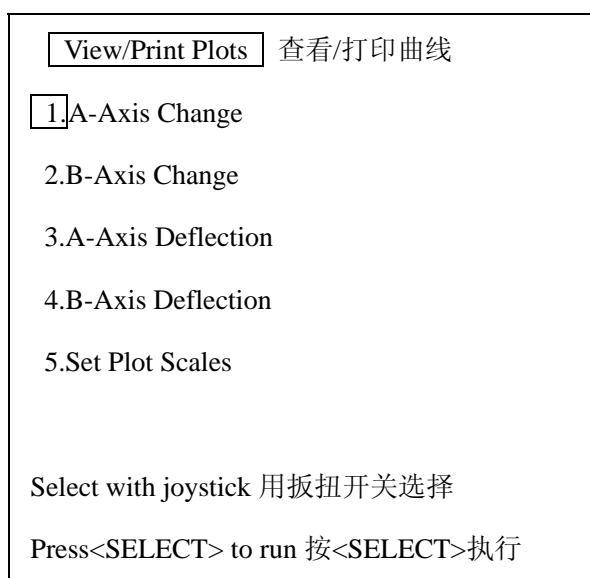 View/Print Plots 查看/打印曲线
1.A-Axis Change
2.B-Axis Change
3.A-Axis Deflection
4.B-Axis Deflection
5.Set Plot Scales
Select with joystick 用扳扭开关选择
Press<SELECT> to run 按<SELECT>执行